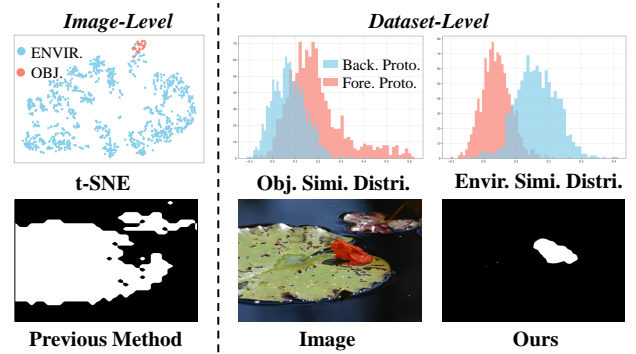 Image-Level
Dataset-Level
ENVIR.
OBJ.
Back. Proto.
Fore. Proto.
t-SNE
Obj. Simi. Distri.
Envir. Simi. Distri.
Previous Method
Image
Ours